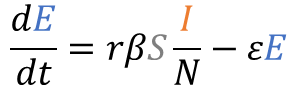 dE/dt = rβS I/N − εE